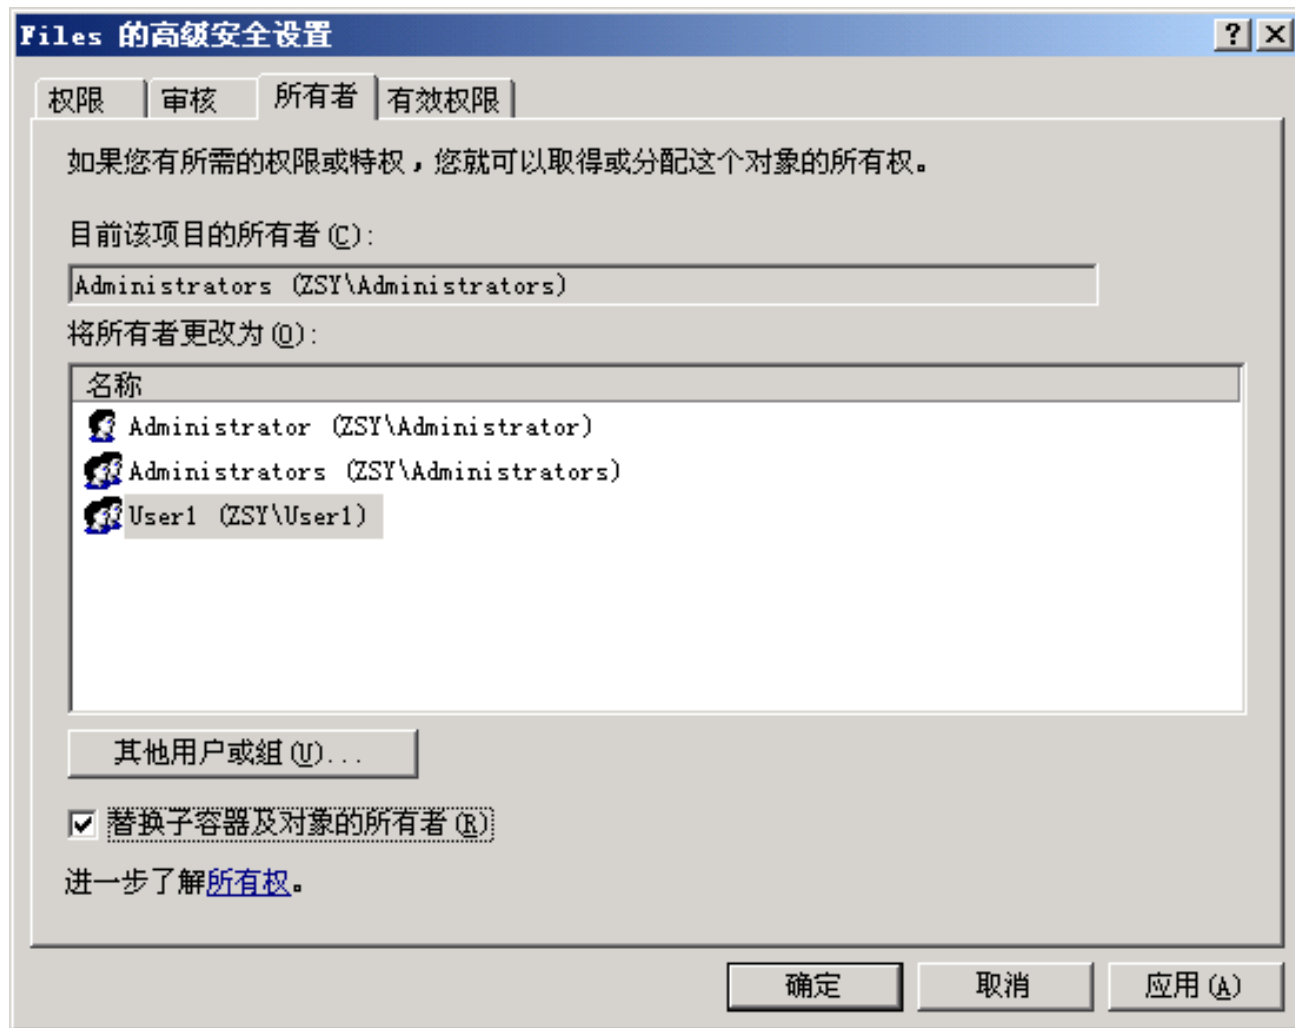 Files 的高级安全设置
权限 审核 所有者 有效权限
如果您有所需的权限或特权，您就可以取得或分配这个对象的所有权。
目前该项目的所有者(C):
Administrators (ZSY\Administrators)
将所有者更改为(O):
名称
Administrator (ZSY\Administrator)
Administrators (ZSY\Administrators)
User1 (ZSY\User1)
其他用户或组(U)...
替换子容器及对象的所有者(R)
进一步了解所有权。
确定 取消 应用(A)